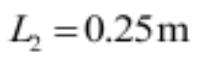 L₂ = 0.25m